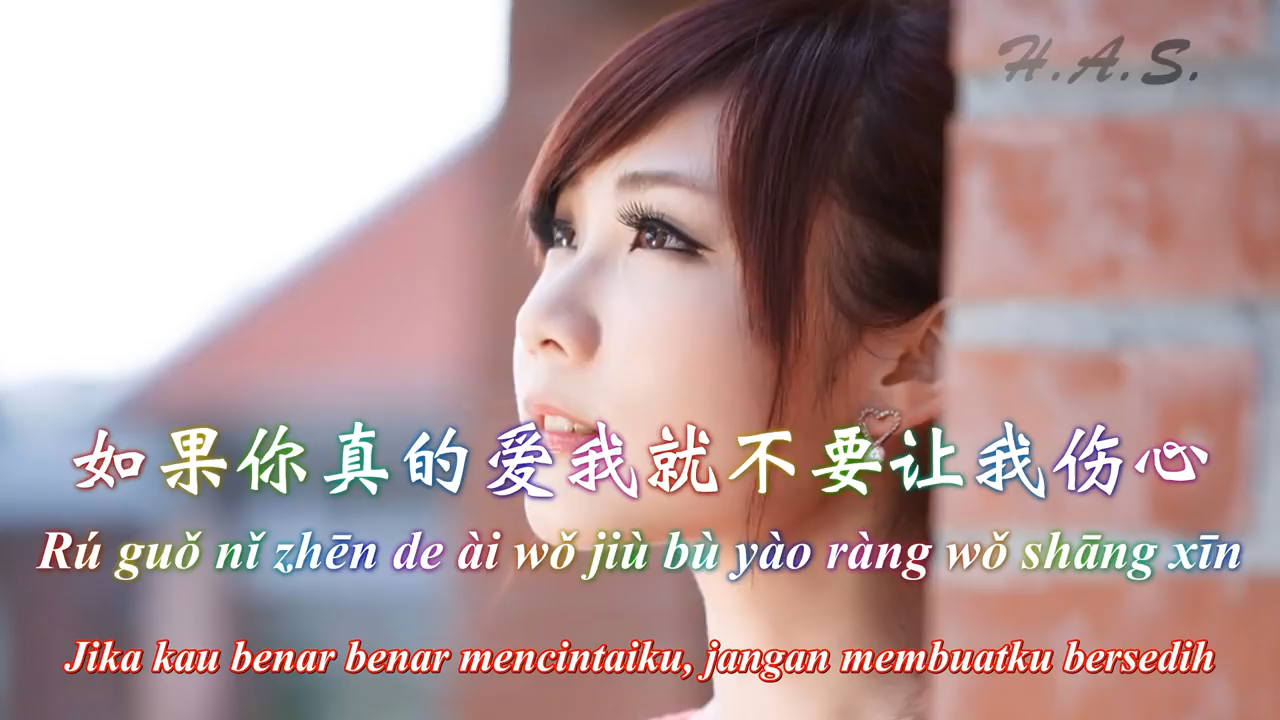 H.A.S.
如果你真的爱我就不要让我伤心
Rú guǒ nǐ zhēn de ài wǒ jiù bù yào ràng wǒ shāng xīn
Jika kau benar benar mencintaiku, jangan membuatku bersedih